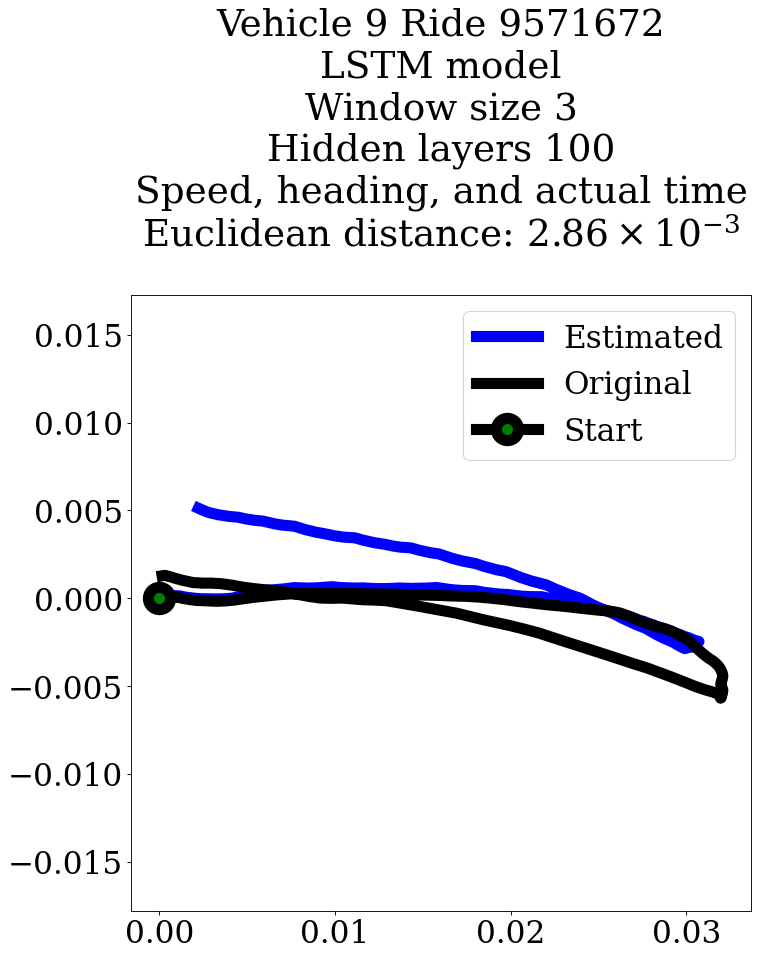 Vehicle 9 Ride 9571672
LSTM model
Window size 3
Hidden layers 100
Speed, heading, and actual time
Euclidean distance: 2.86 × 10⁻³
Estimated
Original
Start
0.015
0.010
0.005
0.000
−0.005
−0.010
−0.015
0.00 0.01 0.02 0.03